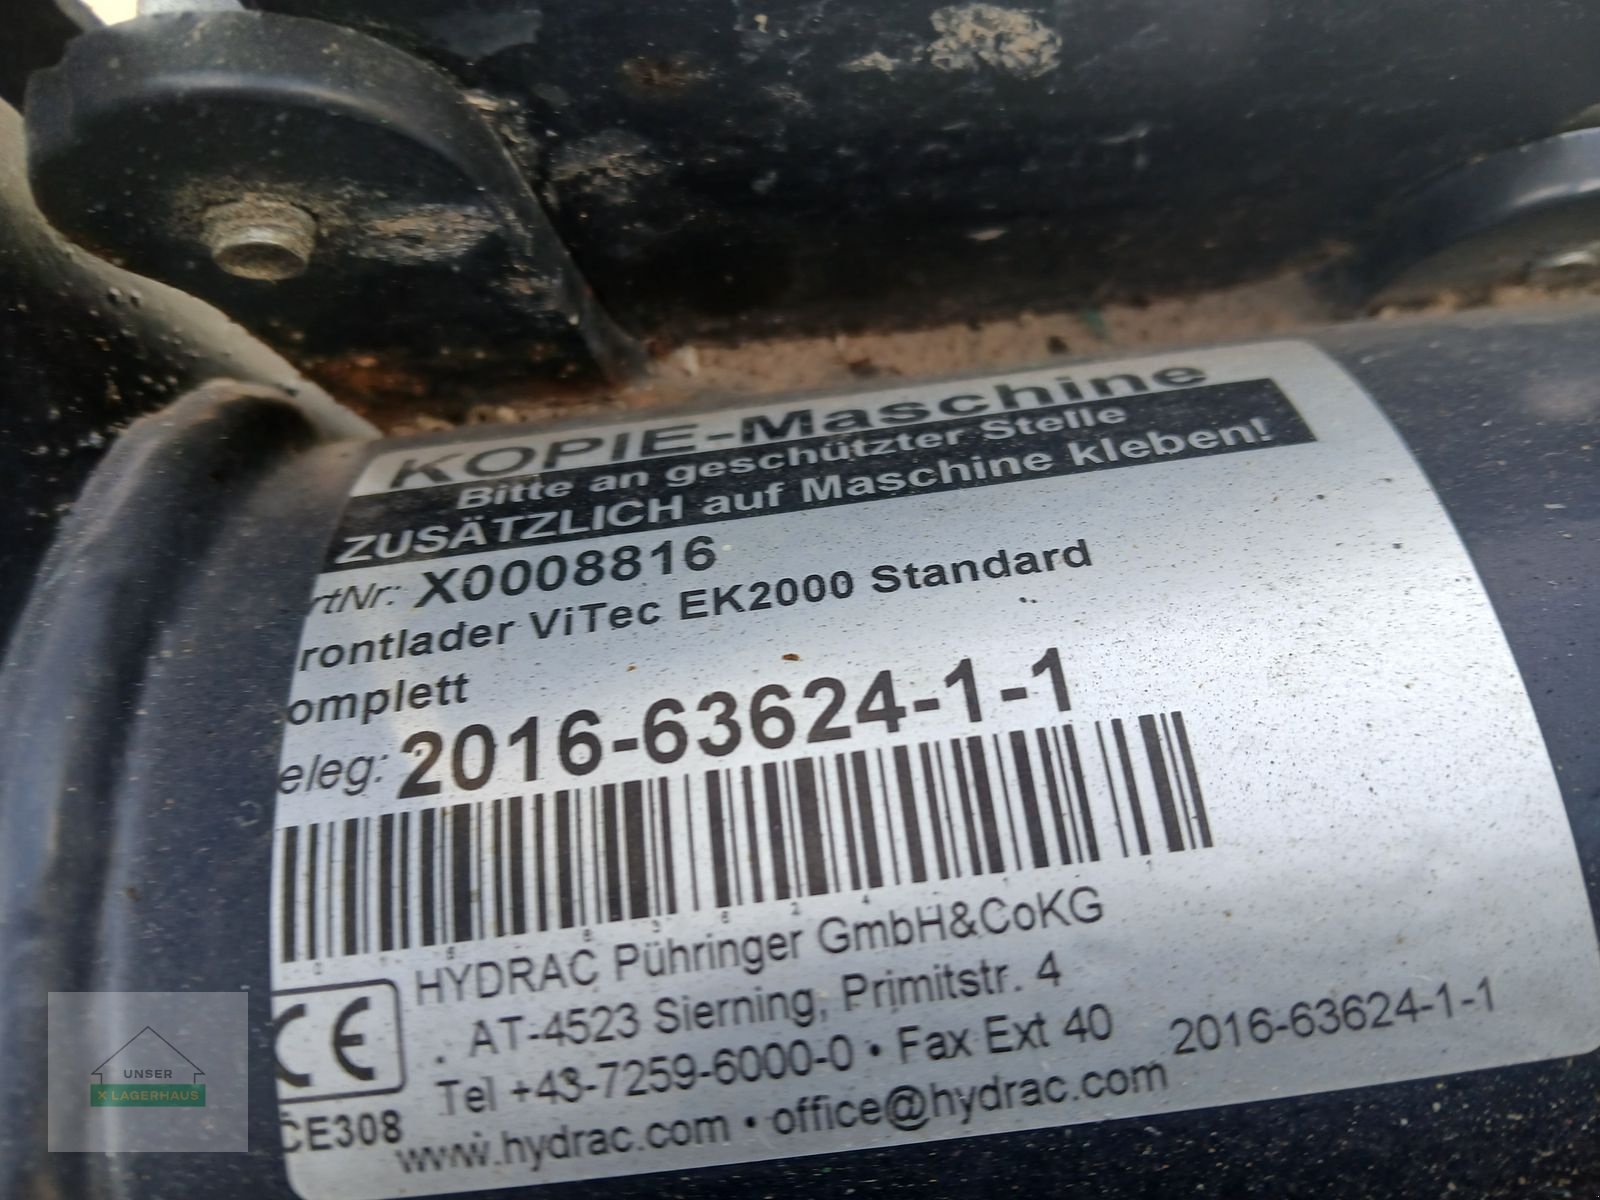 KOPIE-Maschine
Bitte an geschützter Stelle
ZUSÄTZLICH auf Maschine kleben!
rtNr: X0008816
rontlader ViTec EK2000 Standard
omplett
eleg: 2016-63624-1-1
HYDRAC Pühringer GmbH&CoKG
. AT-4523 Sierning, Primitstr. 4
Tel +43-7259-6000-0 • Fax Ext 40
2016-63624-1-1
www.hydrac.com • office@hydrac.com
CE
CE308
UNSER
X LAGERHAUS